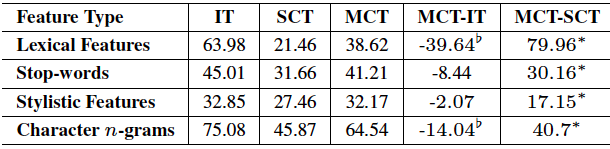 Feature Type IT SCT MCT MCT-IT MCT-SCT
Lexical Features 63.98 21.46 38.62 -39.64♭ 79.96*
Stop-words 45.01 31.66 41.21 -8.44 30.16*
Stylistic Features 32.85 27.46 32.17 -2.07 17.15*
Character n-grams 75.08 45.87 64.54 -14.04♭ 40.7*